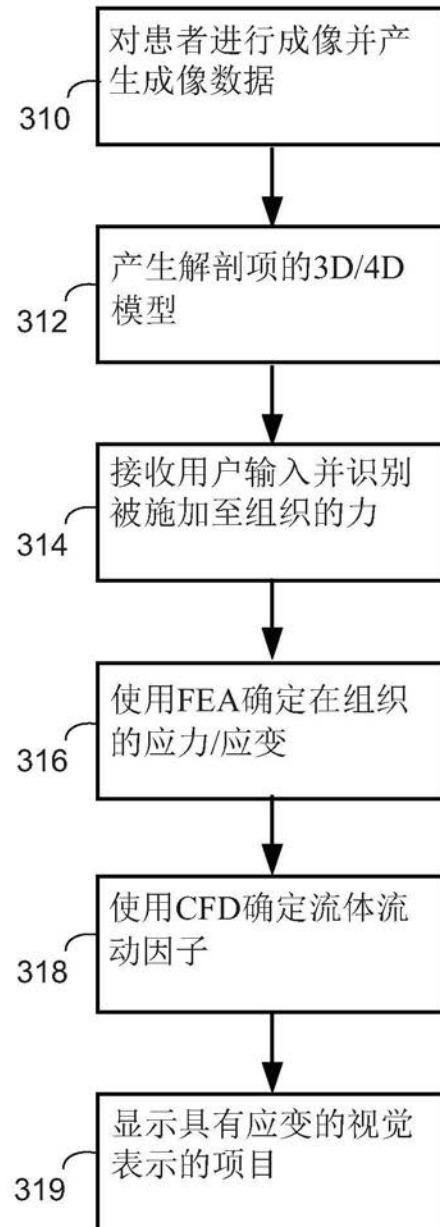 对患者进行成像并产
生成像数据
310
产生解剖项的3D/4D
模型
312
接收用户输入并识别
被施加至组织的力
314
使用FEA确定在组织
的应力/应变
316
使用CFD确定流体流
动因子
318
显示具有应变的视觉
表示的项目
319